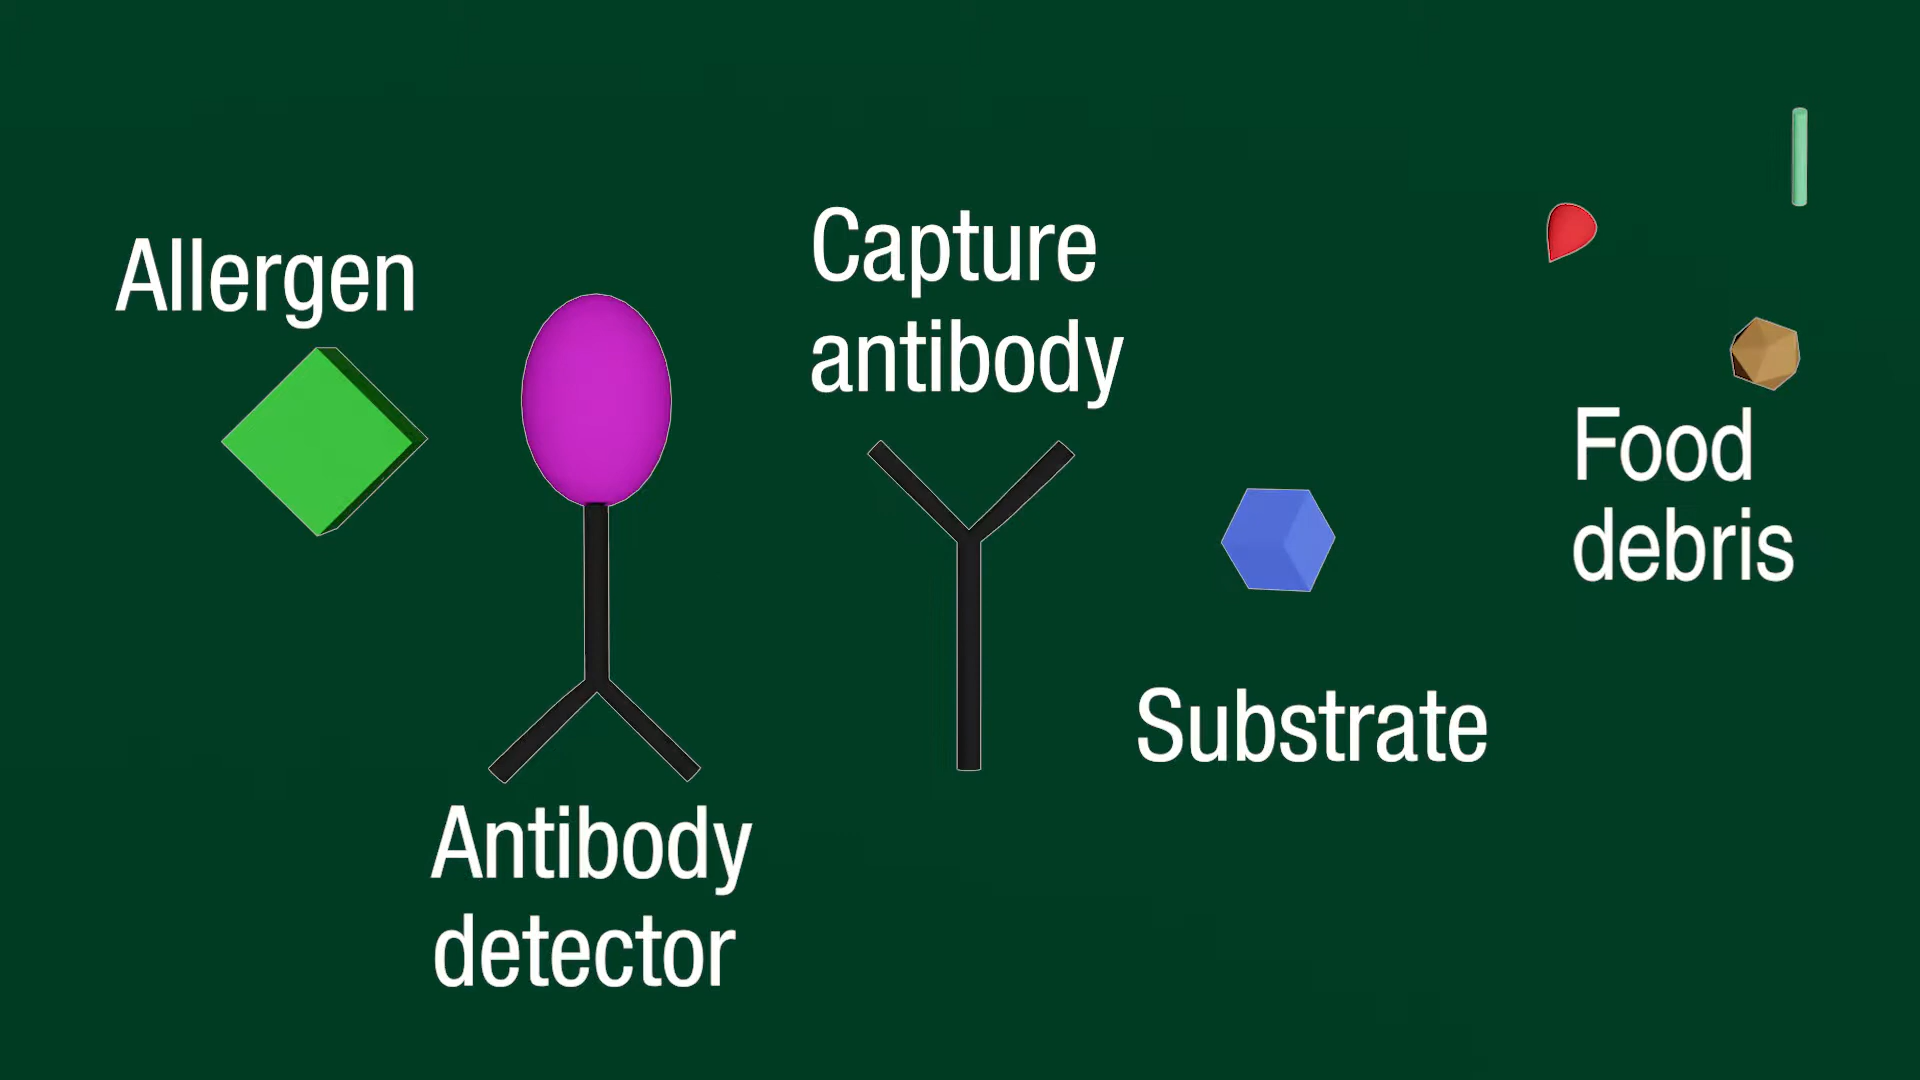 Allergen
Antibody
detector
Capture
antibody
Substrate
Food
debris